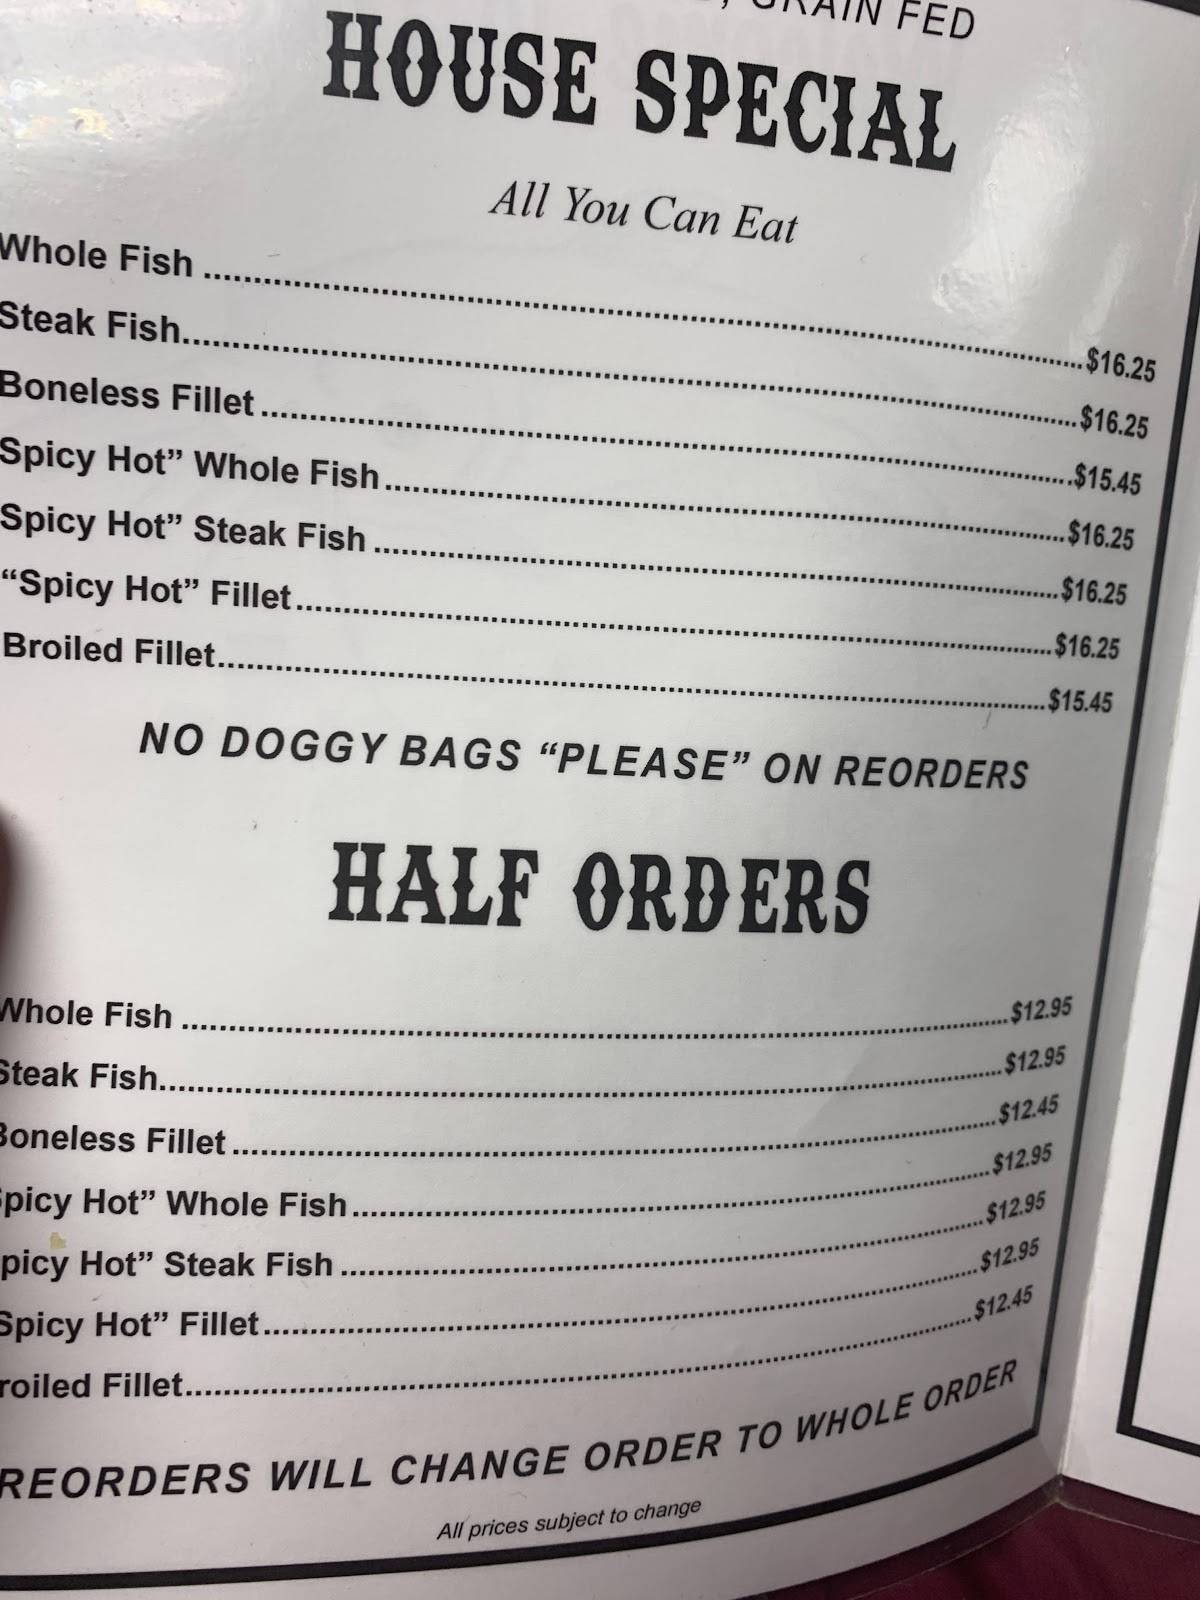 GRAIN FED
HOUSE SPECIAL
All You Can Eat
Whole Fish ........ $16.25
Steak Fish ........ $16.25
Boneless Fillet ........ $15.45
Spicy Hot” Whole Fish ........ $16.25
Spicy Hot” Steak Fish ........ $16.25
“Spicy Hot” Fillet ........ $16.25
Broiled Fillet ........ $15.45
NO DOGGY BAGS “PLEASE” ON REORDERS
HALF ORDERS
Whole Fish ........ $12.95
Steak Fish ........ $12.95
Boneless Fillet ........ $12.45
picy Hot” Whole Fish ........ $12.95
picy Hot” Steak Fish ........ $12.95
Spicy Hot” Fillet ........ $12.95
roiled Fillet ........ $12.45
REORDERS WILL CHANGE ORDER TO WHOLE ORDER
All prices subject to change